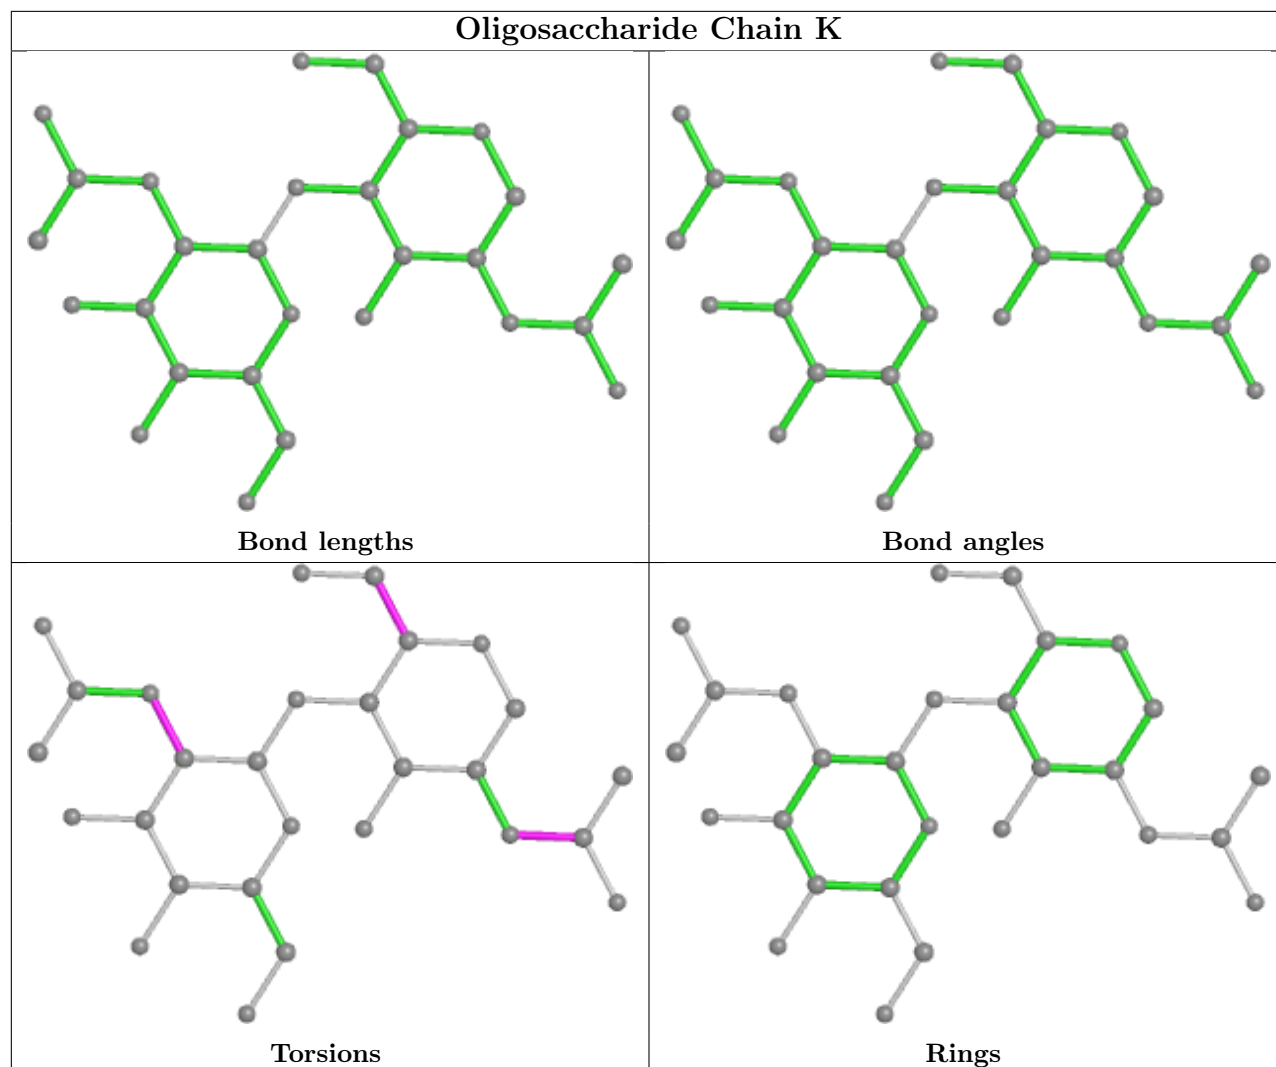 Oligosaccharide Chain K
Bond lengths
Bond angles
Torsions
Rings